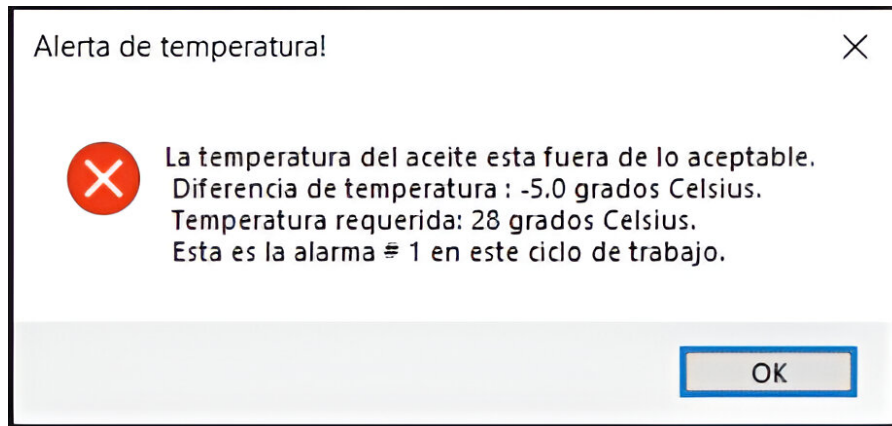 Alerta de temperatura!
La temperatura del aceite esta fuera de lo aceptable.
Diferencia de temperatura : -5.0 grados Celsius.
Temperatura requerida: 28 grados Celsius.
Esta es la alarma # 1 en este ciclo de trabajo.
OK